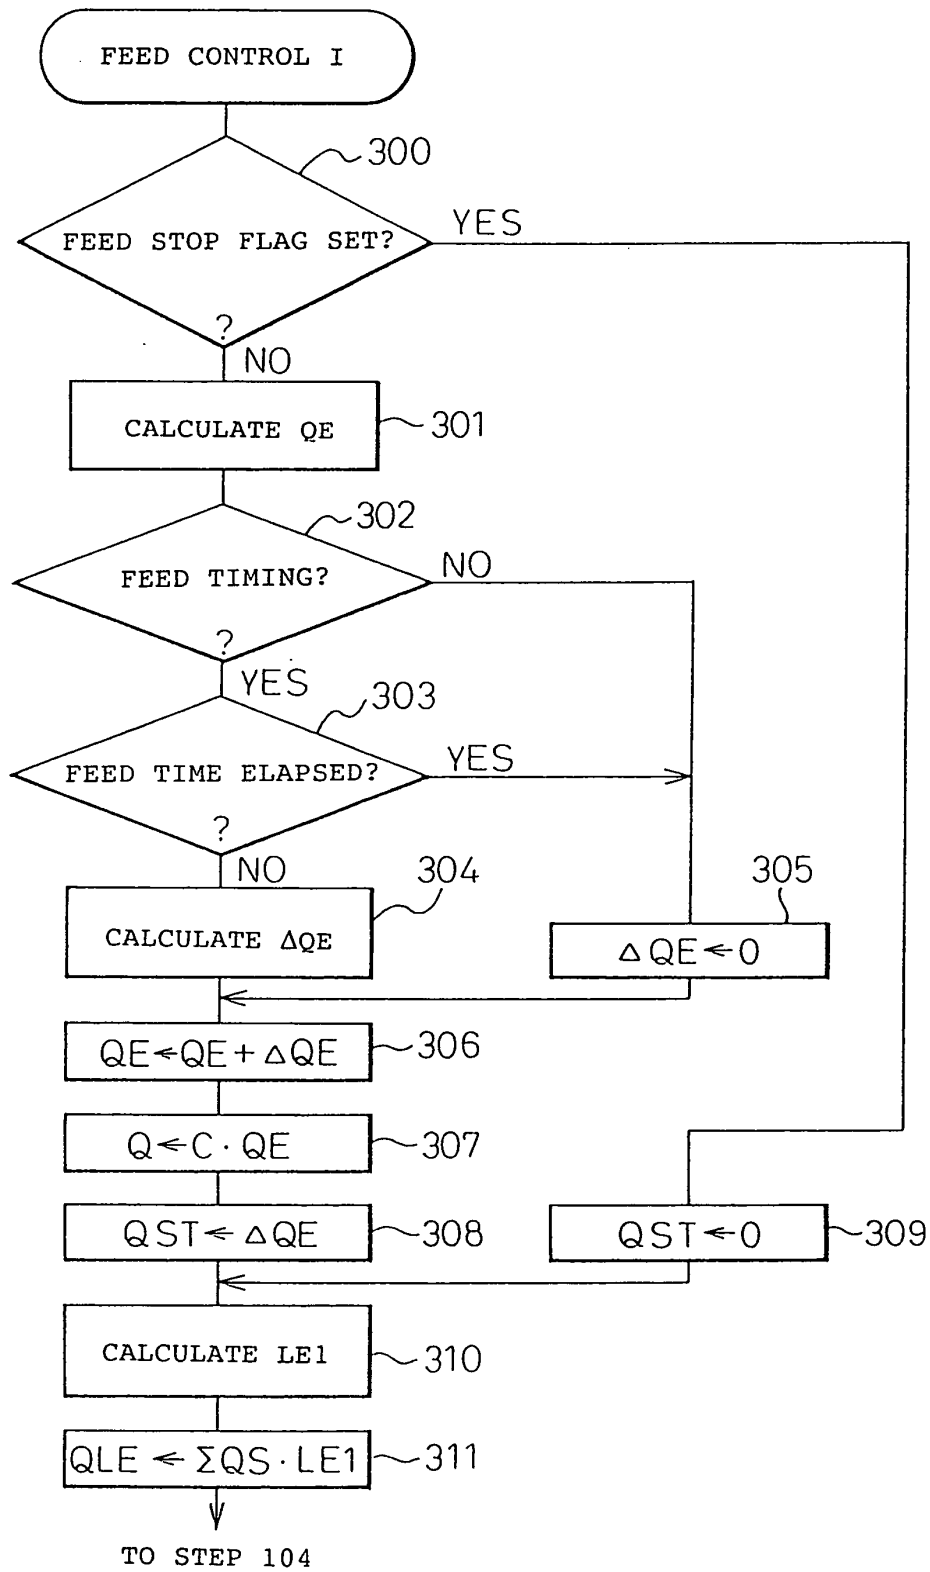 FEED CONTROL I
300
FEED STOP FLAG SET?
?
YES
NO
CALCULATE QE
301
302
FEED TIMING?
?
NO
YES
303
FEED TIME ELAPSED?
?
YES
NO
304
CALCULATE ΔQE
305
ΔQE←0
QE←QE+ΔQE
306
Q←C·QE
307
QST←ΔQE
308
QST←0
309
CALCULATE LE1
310
QLE←ΣQS·LE1
311
TO STEP 104